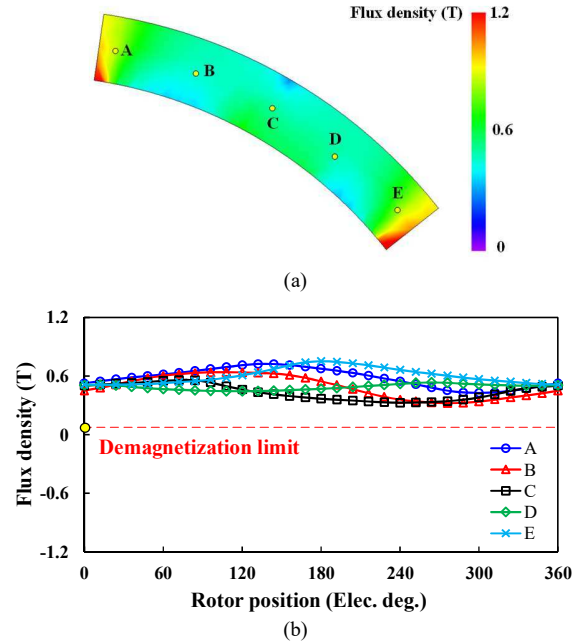 Flux density (T)
1.2
0.6
0
A
B
C
D
E
(a)
Flux density (T)
1.2
0.6
0
-0.6
-1.2
Demagnetization limit
A
B
C
D
E
0 60 120 180 240 300 360
Rotor position (Elec. deg.)
(b)